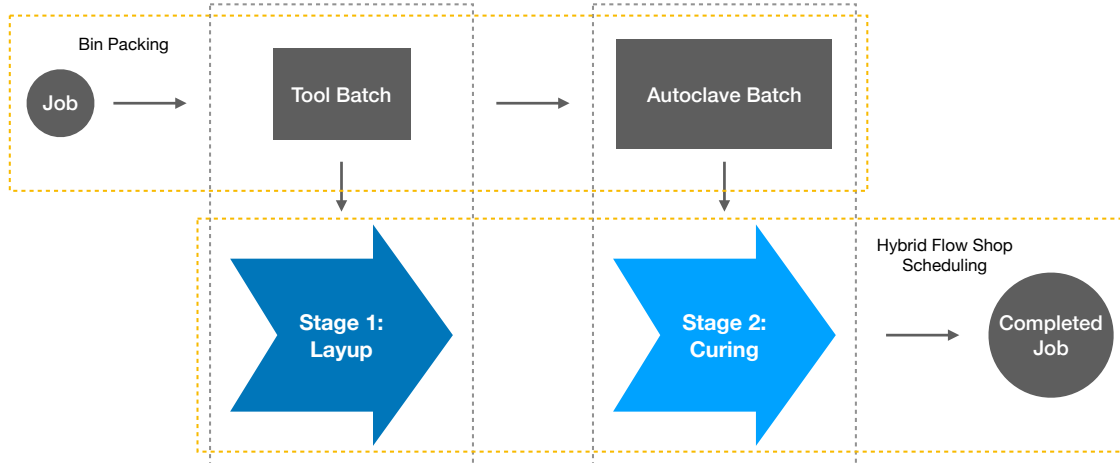 Bin Packing
Job
Tool Batch
Autoclave Batch
Stage 1:
Layup
Stage 2:
Curing
Hybrid Flow Shop
Scheduling
Completed
Job